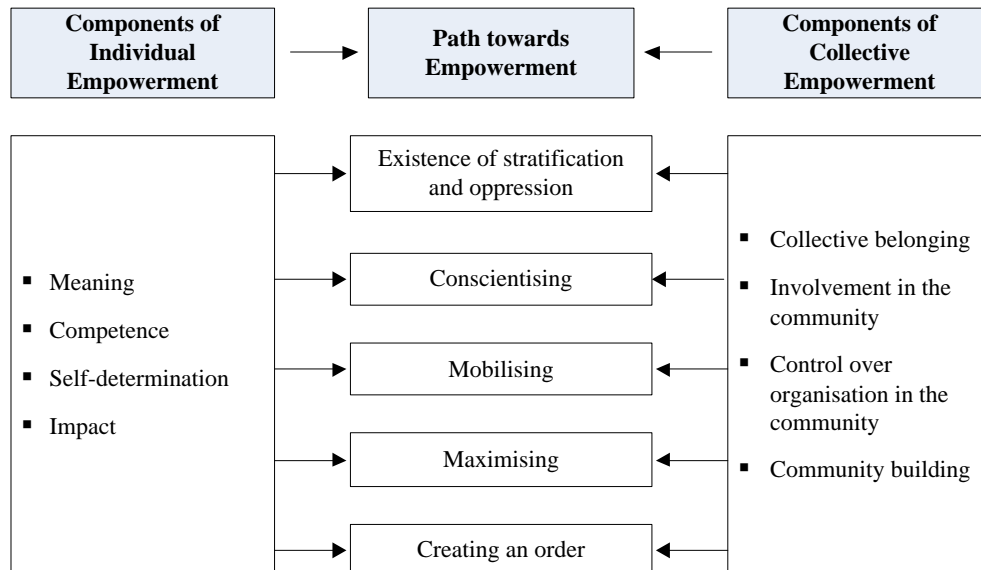 Components of
Individual
Empowerment
Path towards
Empowerment
Components of
Collective
Empowerment
▪ Meaning
▪ Competence
▪ Self-determination
▪ Impact
Existence of stratification
and oppression
Conscientising
Mobilising
Maximising
Creating an order
▪ Collective belonging
▪ Involvement in the
community
▪ Control over
organisation in the
community
▪ Community building